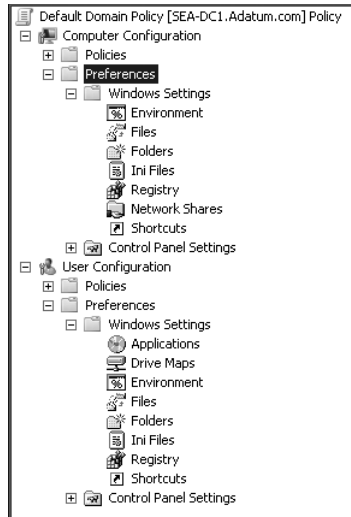 Default Domain Policy [SEA-DC1.Adatum.com] Policy
Computer Configuration
Policies
Preferences
Windows Settings
Environment
Files
Folders
Ini Files
Registry
Network Shares
Shortcuts
Control Panel Settings
User Configuration
Policies
Preferences
Windows Settings
Applications
Drive Maps
Environment
Files
Folders
Ini Files
Registry
Shortcuts
Control Panel Settings